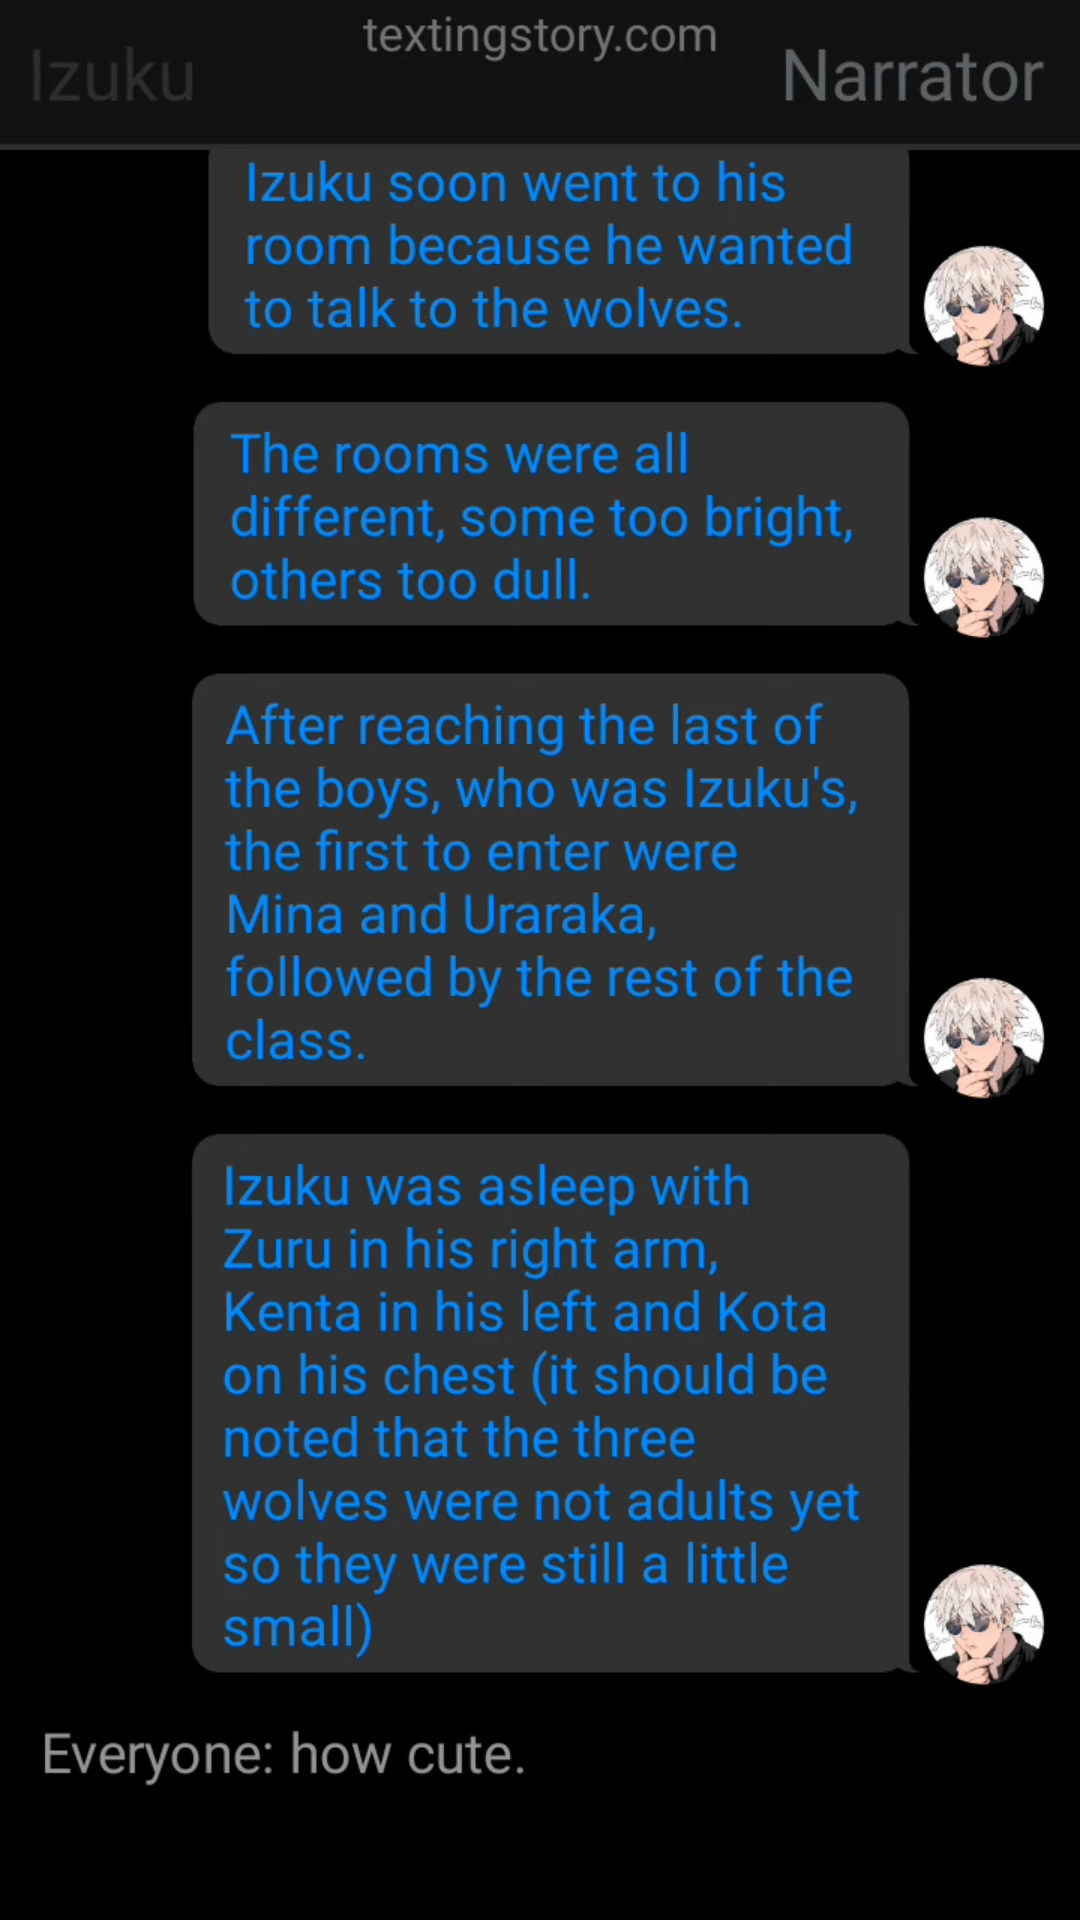 textingstory.com
Izuku
Narrator
Izuku soon went to his
room because he wanted
to talk to the wolves.
The rooms were all
different, some too bright,
others too dull.
After reaching the last of
the boys, who was Izuku's,
the first to enter were
Mina and Uraraka,
followed by the rest of the
class.
Izuku was asleep with
Zuru in his right arm,
Kenta in his left and Kota
on his chest (it should be
noted that the three
wolves were not adults yet
so they were still a little
small)
Everyone: how cute.